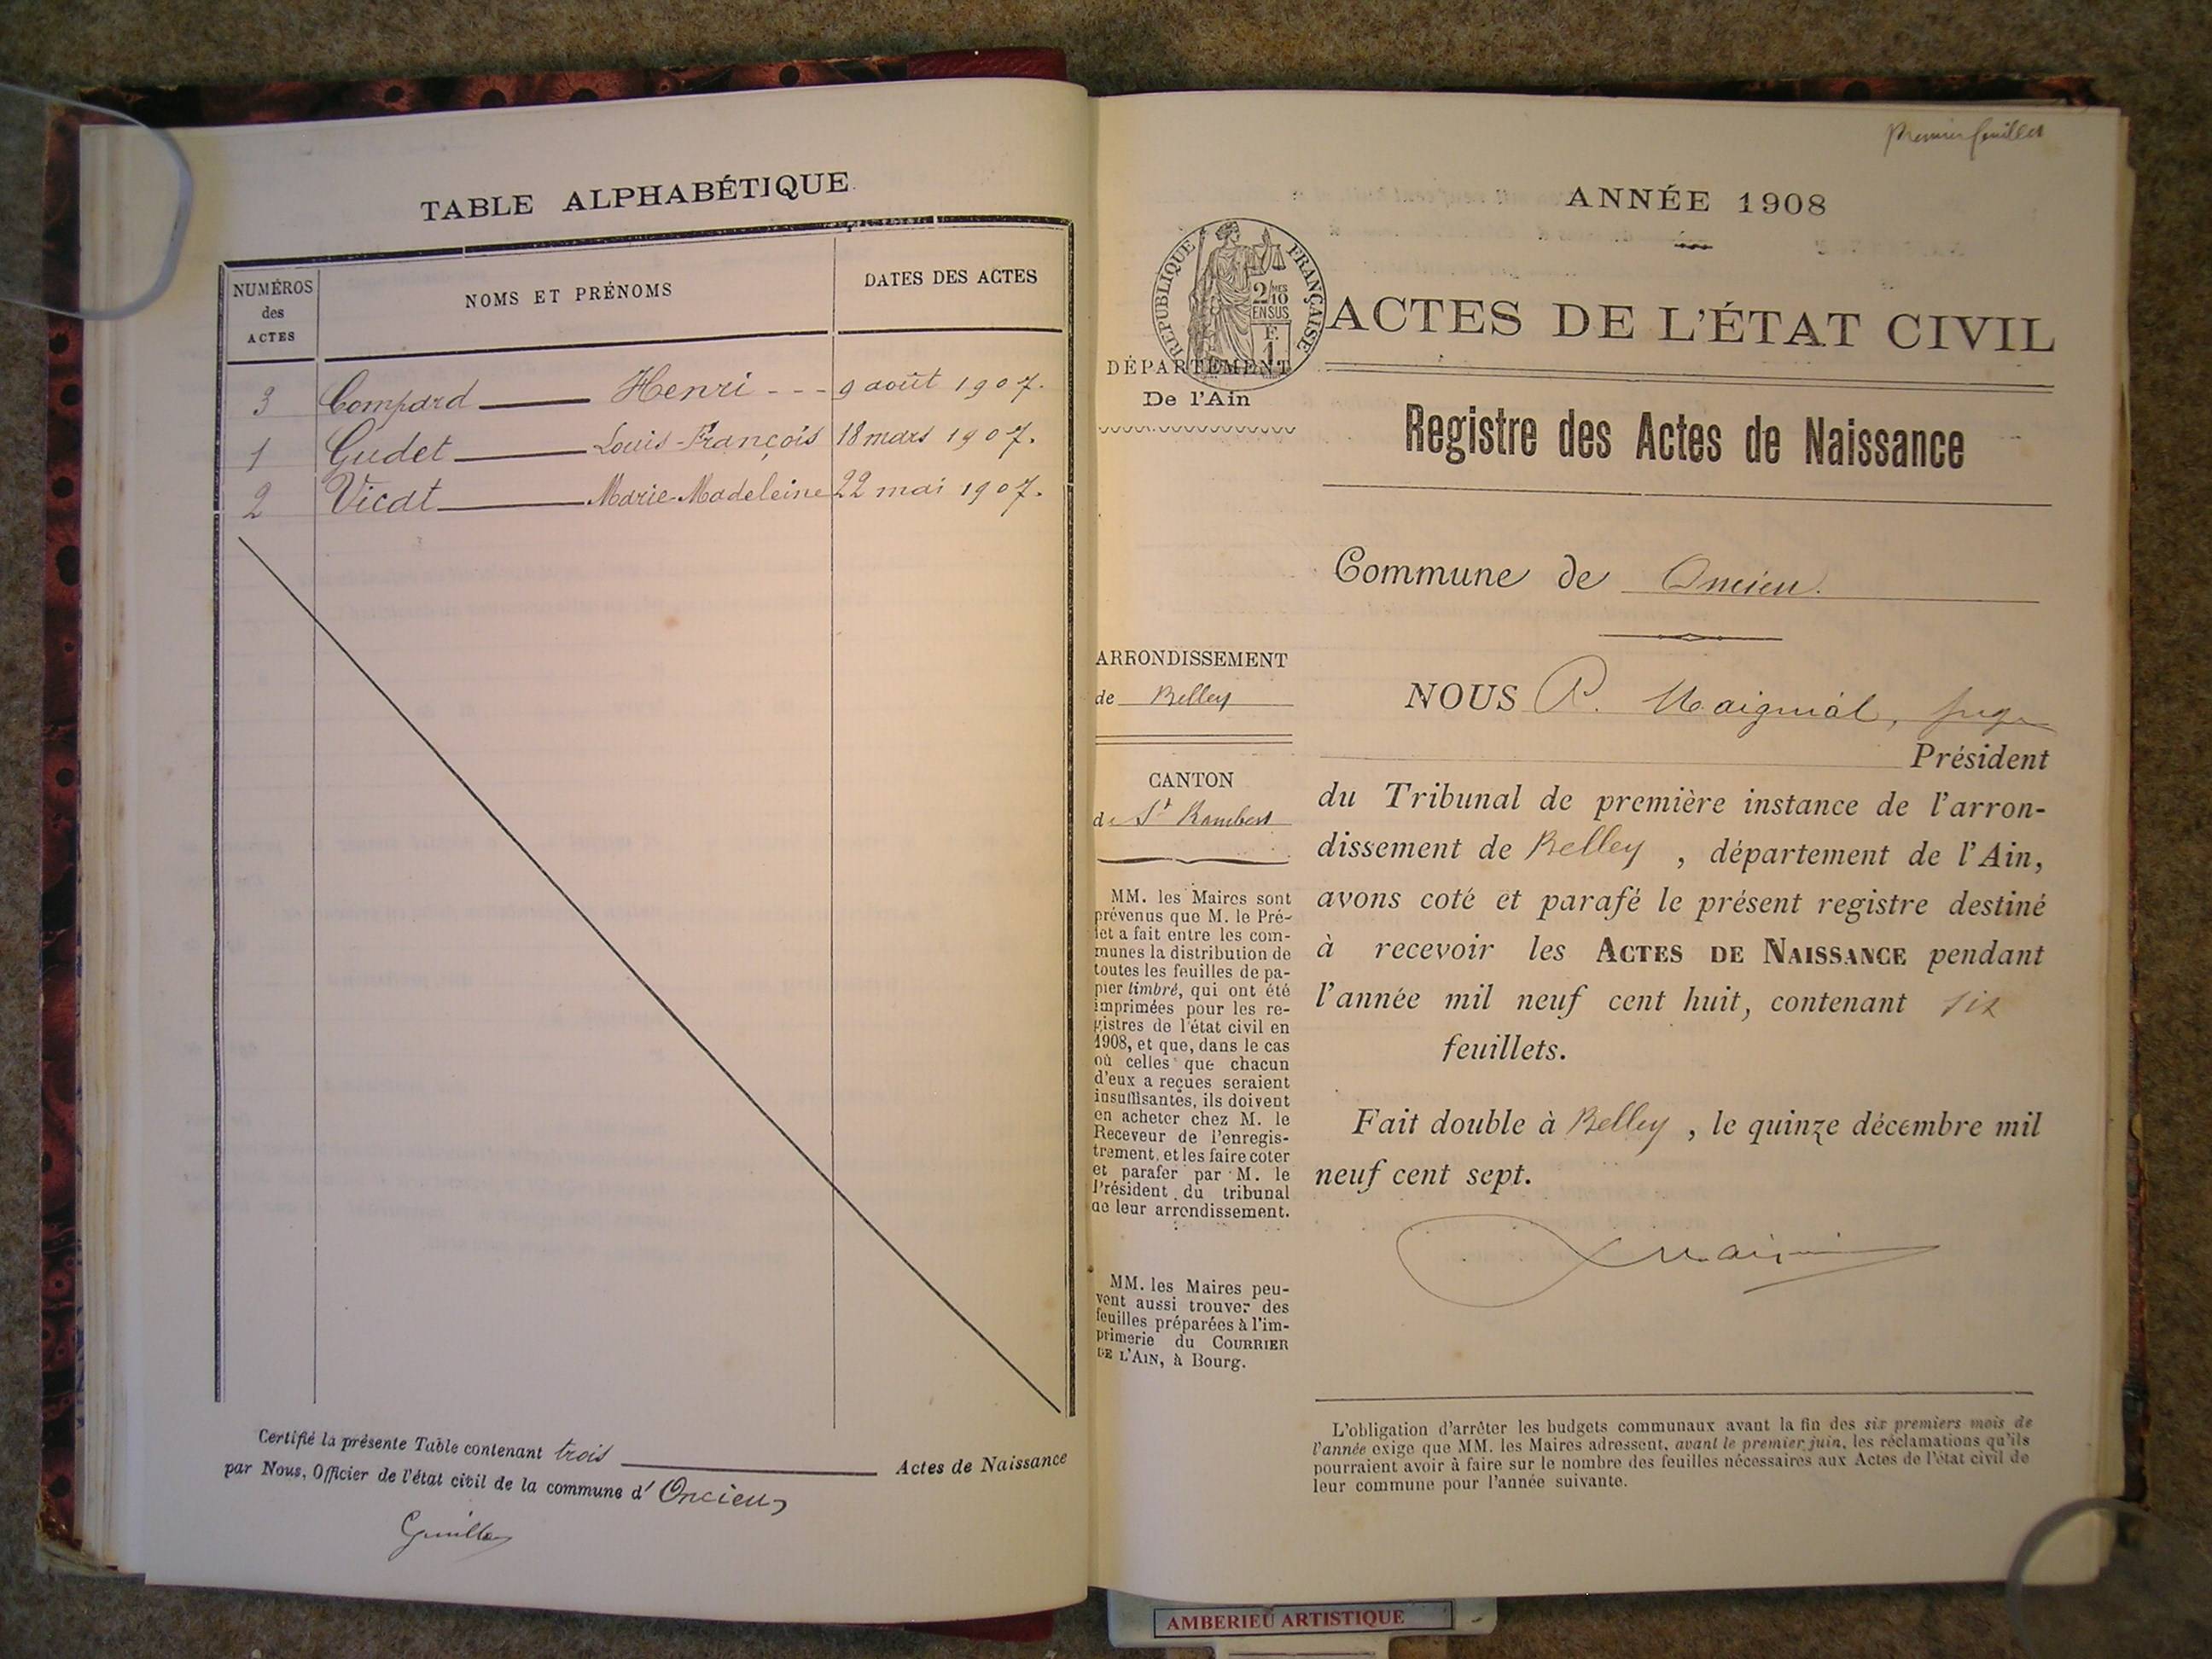 TABLE ALPHABÉTIQUE
NUMÉROS
des
ACTES
NOMS ET PRÉNOMS
DATES DES ACTES
3 Compard Henri - - - 9 août 1907.
1 Gudet Louis-François 18 mars 1907.
2 Vicat Marie-Madeleine 22 mai 1907.
Certifié la présente Table contenant trois Actes de Naissance
par Nous, Officier de l'état civil de la commune d' Oncieu
Premier feuillet
ANNÉE 1908
RÉPUBLIQUE FRANÇAISE
2/10 MES
EN SUS
F.
1
ACTES DE L'ÉTAT CIVIL
DÉPARTEMENT
De l'Ain
Registre des Actes de Naissance
Commune de Oncieu.
ARRONDISSEMENT
de Belley
CANTON
de St Rambert
MM. les Maires sont
prévenus que M. le Pré-
fet a fait entre les com-
munes la distribution de
toutes les feuilles de pa-
pier timbré, qui ont été
imprimées pour les re-
gistres de l'état civil en
1908, et que, dans le cas
où celles que chacun
d'eux a reçues seraient
insuffisantes, ils doivent
en acheter chez M. le
Receveur de l'enregis-
trement, et les faire coter
et parafer par M. le
Président du tribunal
de leur arrondissement.
MM. les Maires peu-
vent aussi trouver des
feuilles préparées à l'im-
primerie du COURRIER
DE L'AIN, à Bourg.
NOUS P. Maignial, juge
Président
du Tribunal de première instance de l'arron-
dissement de Belley , département de l'Ain,
avons coté et parafé le présent registre destiné
à recevoir les ACTES DE NAISSANCE pendant
l'année mil neuf cent huit, contenant six
feuillets.
Fait double à Belley , le quinze décembre mil
neuf cent sept.
L'obligation d'arrêter les budgets communaux avant la fin des six premiers mois de
l'année exige que MM. les Maires adressent, avant le premier juin, les réclamations qu'ils
pourraient avoir à faire sur le nombre des feuilles nécessaires aux Actes de l'état civil de
leur commune pour l'année suivante.
AMBERIEU ARTISTIQUE